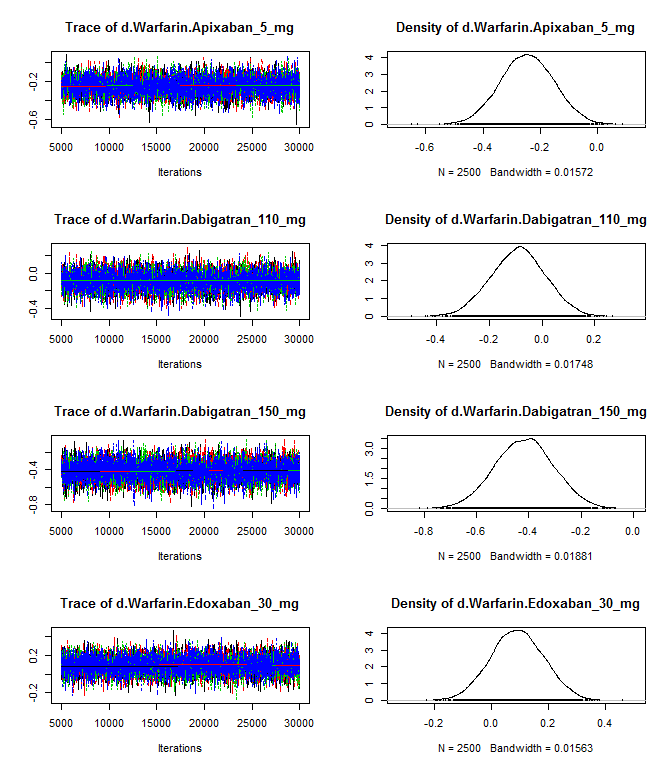 Trace of d.Warfarin.Apixaban_5_mg
-0.6 -0.2
5000 10000 15000 20000 25000 30000
Iterations
Density of d.Warfarin.Apixaban_5_mg
0 1 2 3 4
-0.6 -0.4 -0.2 0.0
N = 2500 Bandwidth = 0.01572
Trace of d.Warfarin.Dabigatran_110_mg
-0.4 0.0
5000 10000 15000 20000 25000 30000
Iterations
Density of d.Warfarin.Dabigatran_110_mg
0 1 2 3 4
-0.4 -0.2 0.0 0.2
N = 2500 Bandwidth = 0.01748
Trace of d.Warfarin.Dabigatran_150_mg
-0.8 -0.4
5000 10000 15000 20000 25000 30000
Iterations
Density of d.Warfarin.Dabigatran_150_mg
0.0 1.5 3.0
-0.8 -0.6 -0.4 -0.2 0.0
N = 2500 Bandwidth = 0.01881
Trace of d.Warfarin.Edoxaban_30_mg
-0.2 0.2
5000 10000 15000 20000 25000 30000
Iterations
Density of d.Warfarin.Edoxaban_30_mg
0 1 2 3 4
-0.2 0.0 0.2 0.4
N = 2500 Bandwidth = 0.01563